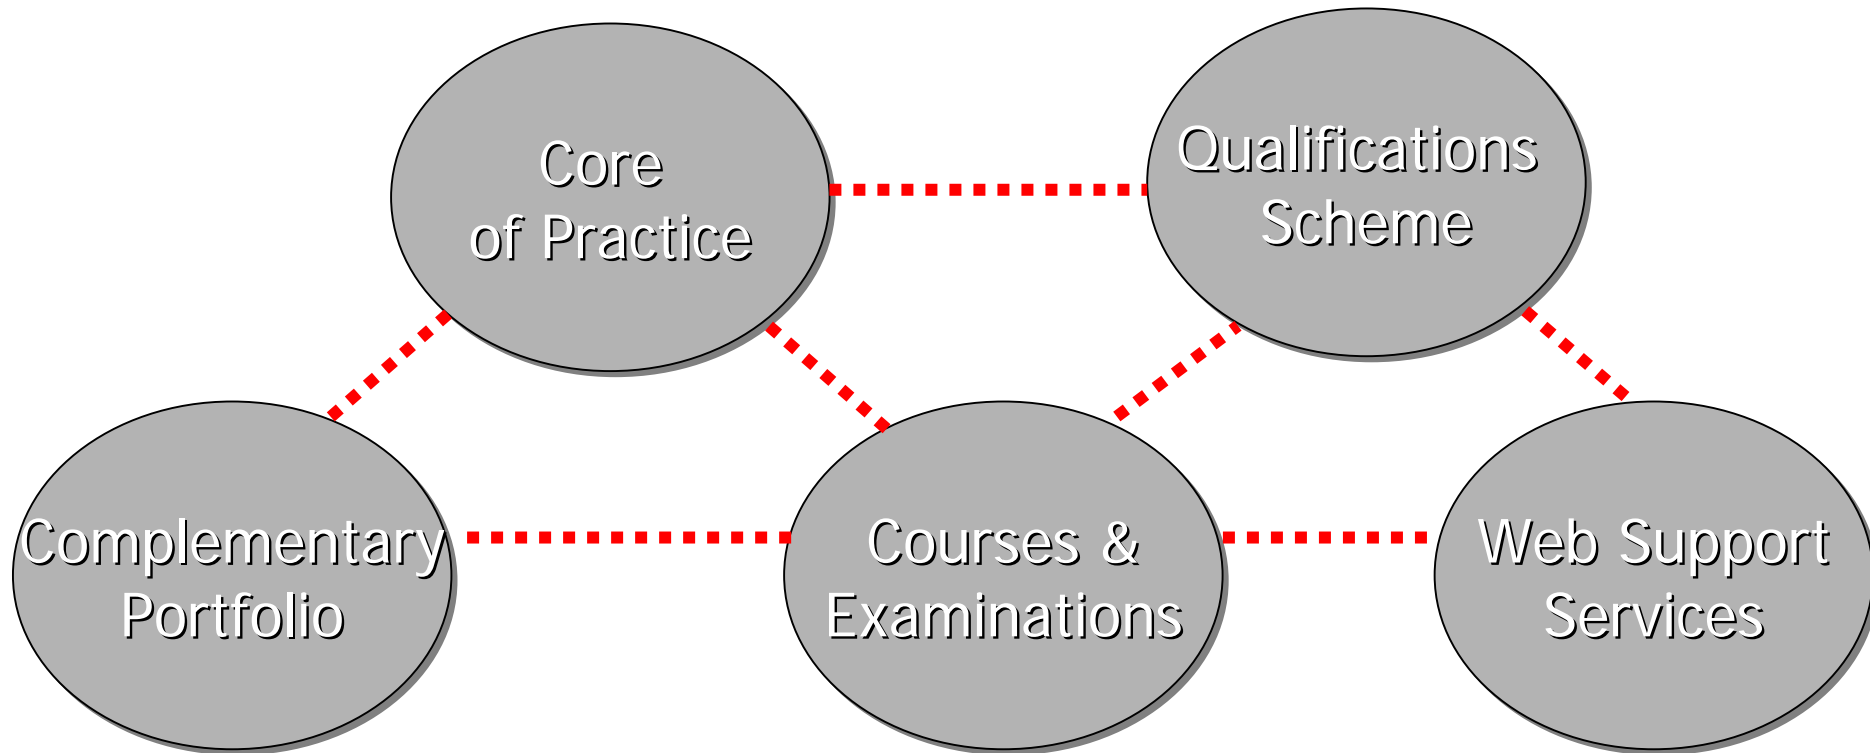 Core
of Practice
Qualifications
Scheme
Complementary
Portfolio
Courses &
Examinations
Web Support
Services